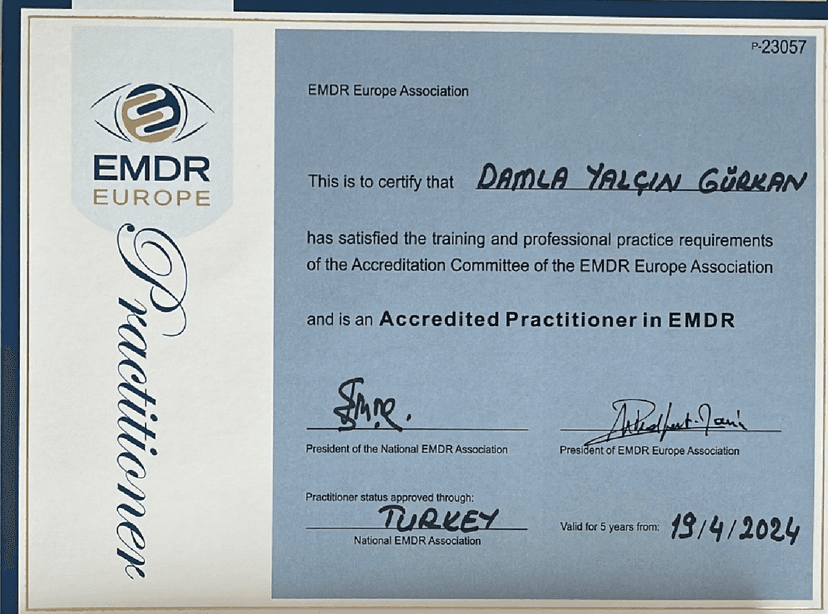 P-23057
EMDR
EUROPE
Practitioner
EMDR Europe Association
This is to certify that DAMLA YALÇIN GÜRKAN
has satisfied the training and professional practice requirements
of the Accreditation Committee of the EMDR Europe Association
and is an Accredited Practitioner in EMDR
President of the National EMDR Association
President of EMDR Europe Association
Practitioner status approved through:
TURKEY
National EMDR Association
Valid for 5 years from: 19/4/2024